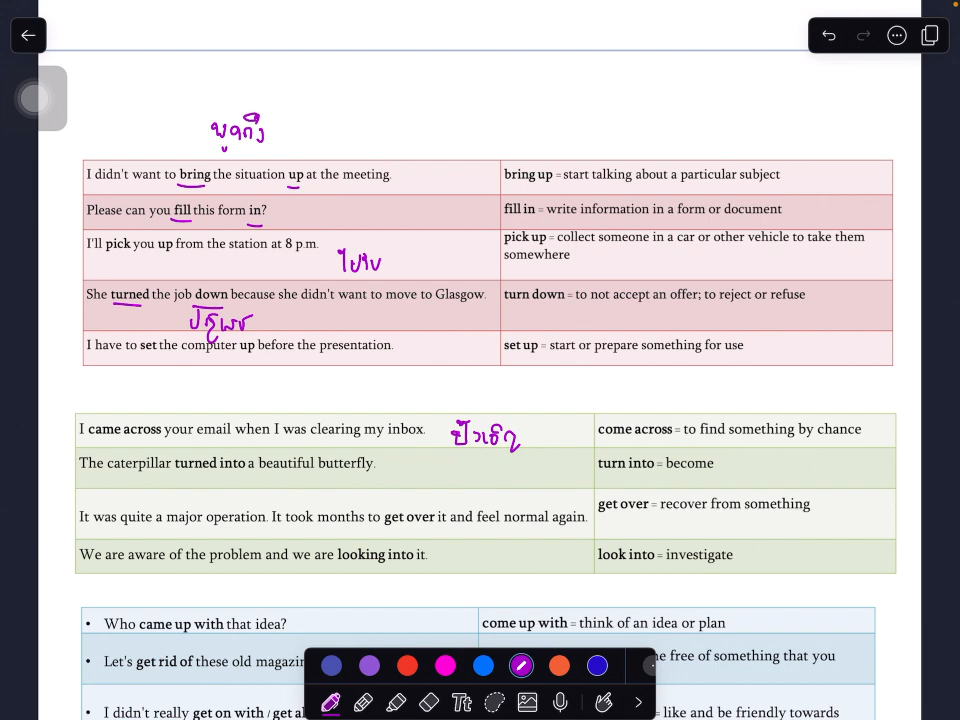 พูดถึง
I didn't want to bring the situation up at the meeting. bring up = start talking about a particular subject
Please can you fill this form in? fill in = write information in a form or document
I'll pick you up from the station at 8 p.m. pick up = collect someone in a car or other vehicle to take them
somewhere
ไปรับ
She turned the job down because she didn't want to move to Glasgow. turn down = to not accept an offer; to reject or refuse
ปฏิเสธ
I have to set the computer up before the presentation. set up = start or prepare something for use
I came across your email when I was clearing my inbox. come across = to find something by chance
บังเอิญ
The caterpillar turned into a beautiful butterfly. turn into = become
get over = recover from something
It was quite a major operation. It took months to get over it and feel normal again.
We are aware of the problem and we are looking into it. look into = investigate
• Who came up with that idea? come up with = think of an idea or plan
• Let's get rid of these old magazin e free of something that you
• I didn't really get on with / get al = like and be friendly towards
Tt